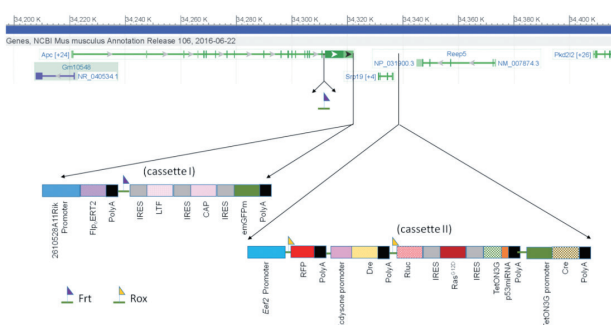 34,200 K 34,220 K 34,240 K 34,260 K 34,280 K 34,300 K 34,320 K 34,340 K 34,360 K 34,380 K 34,400 K
Genes, NCBI Mus musculus Annotation Release 106, 2016-06-22
Apc [+24] NP_031900.3 Reep5 Pkd2l2 [+26]
Gm10548
NR_040534.1 Srp19 [+4] NM_007874.3
(cassette I)
2610528A11Rik Promoter
Flp,ERT2
PolyA
IRES
LTF
IRES
CAP
IRES
emGFPm
PolyA
(cassette II)
Eef2 Promoter
RFP
PolyA
cdysone promoter
Dre
PolyA
Rluc
IRES
Ras
IRES
TetON3G
p53miRNA
PolyA
TetON3G promoter
Cre
PolyA
Frt Rox